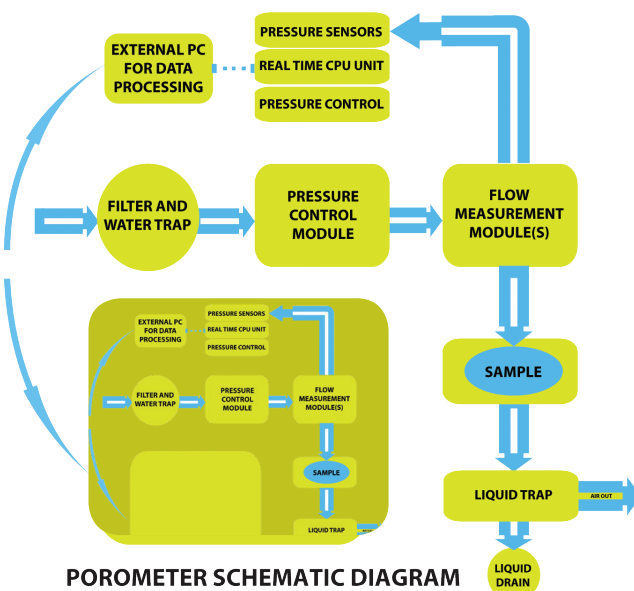 PRESSURE SENSORS
EXTERNAL PC
FOR DATA
PROCESSING
REAL TIME CPU UNIT
PRESSURE CONTROL
FILTER AND
WATER TRAP
PRESSURE
CONTROL
MODULE
FLOW
MEASUREMENT
MODULE(S)
SAMPLE
LIQUID TRAP
AIR OUT
LIQUID
DRAIN
PRESSURE SENSORS
EXTERNAL PC
FOR DATA
PROCESSING
REAL TIME CPU UNIT
PRESSURE CONTROL
FILTER AND
WATER TRAP
PRESSURE
CONTROL
MODULE
FLOW
MEASUREMENT
MODULE(S)
SAMPLE
LIQUID TRAP
POROMETER SCHEMATIC DIAGRAM